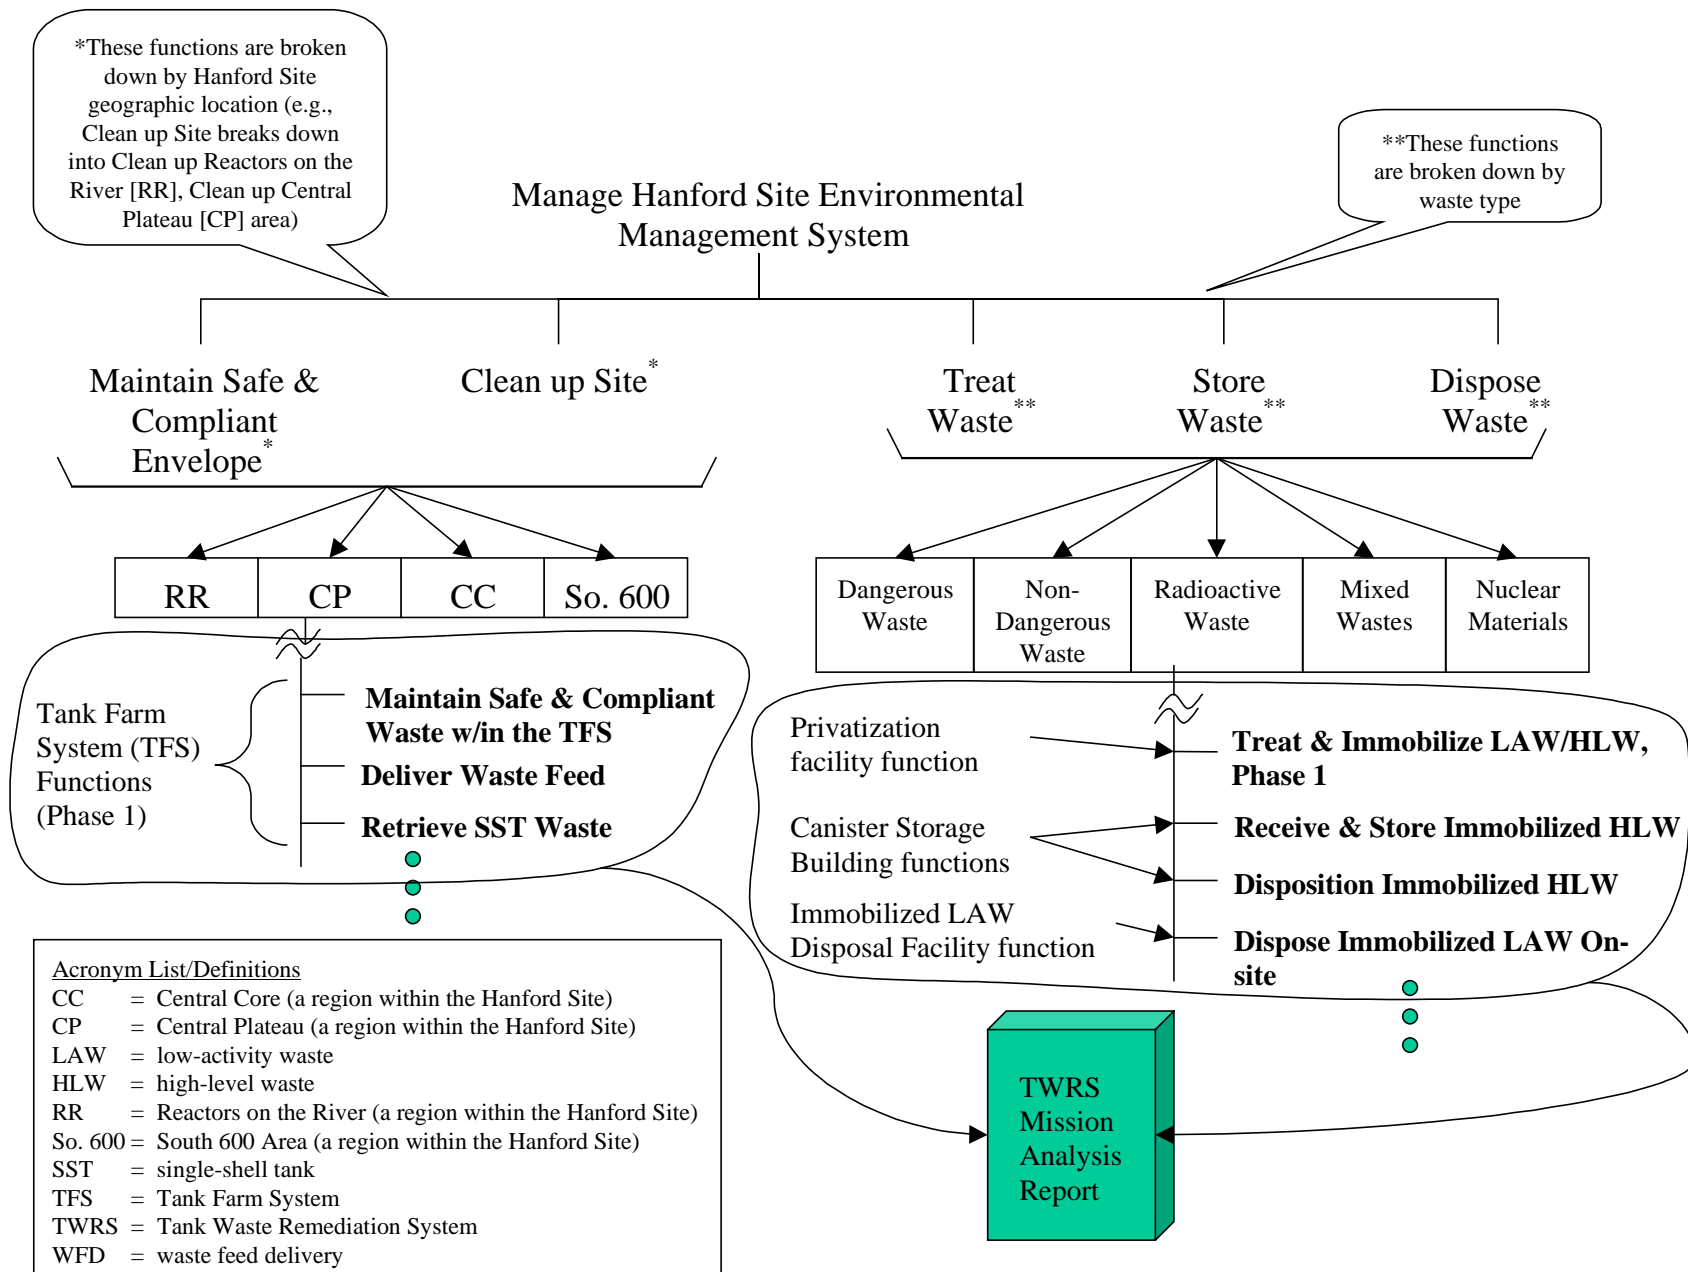 *These functions are broken
down by Hanford Site
geographic location (e.g.,
Clean up Site breaks down
into Clean up Reactors on the
River [RR], Clean up Central
Plateau [CP] area)
**These functions
are broken down by
waste type
Manage Hanford Site Environmental
Management System
Maintain Safe &
Compliant
Envelope*
Clean up Site*
Treat
Waste**
Store
Waste**
Dispose
Waste**
RR
CP
CC
So. 600
Dangerous
Waste
Non-
Dangerous
Waste
Radioactive
Waste
Mixed
Wastes
Nuclear
Materials
Tank Farm
System (TFS)
Functions
(Phase 1)
Maintain Safe & Compliant
Waste w/in the TFS
Deliver Waste Feed
Retrieve SST Waste
Privatization
facility function
Canister Storage
Building functions
Immobilized LAW
Disposal Facility function
Treat & Immobilize LAW/HLW,
Phase 1
Receive & Store Immobilized HLW
Disposition Immobilized HLW
Dispose Immobilized LAW On-
site
Acronym List/Definitions
CC = Central Core (a region within the Hanford Site)
CP = Central Plateau (a region within the Hanford Site)
LAW = low-activity waste
HLW = high-level waste
RR = Reactors on the River (a region within the Hanford Site)
So. 600 = South 600 Area (a region within the Hanford Site)
SST = single-shell tank
TFS = Tank Farm System
TWRS = Tank Waste Remediation System
WFD = waste feed delivery
TWRS
Mission
Analysis
Report